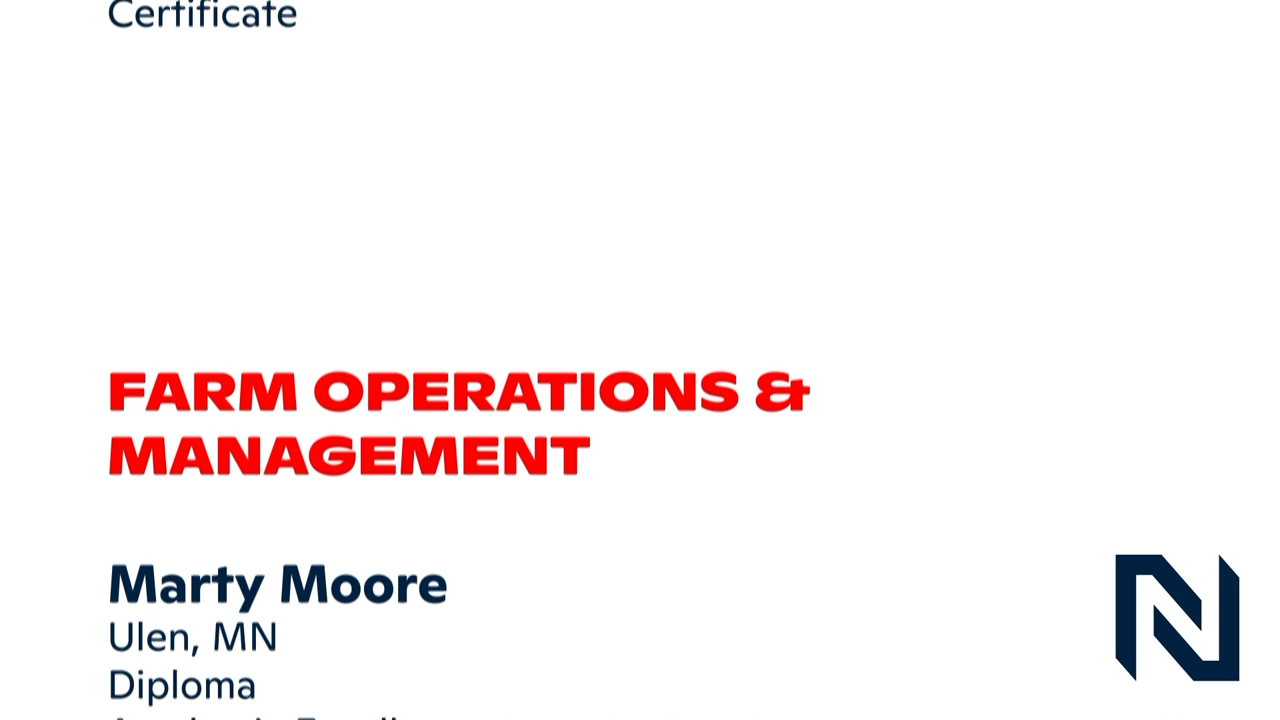 Certificate
FARM OPERATIONS &
MANAGEMENT
Marty Moore
Ulen, MN
Diploma